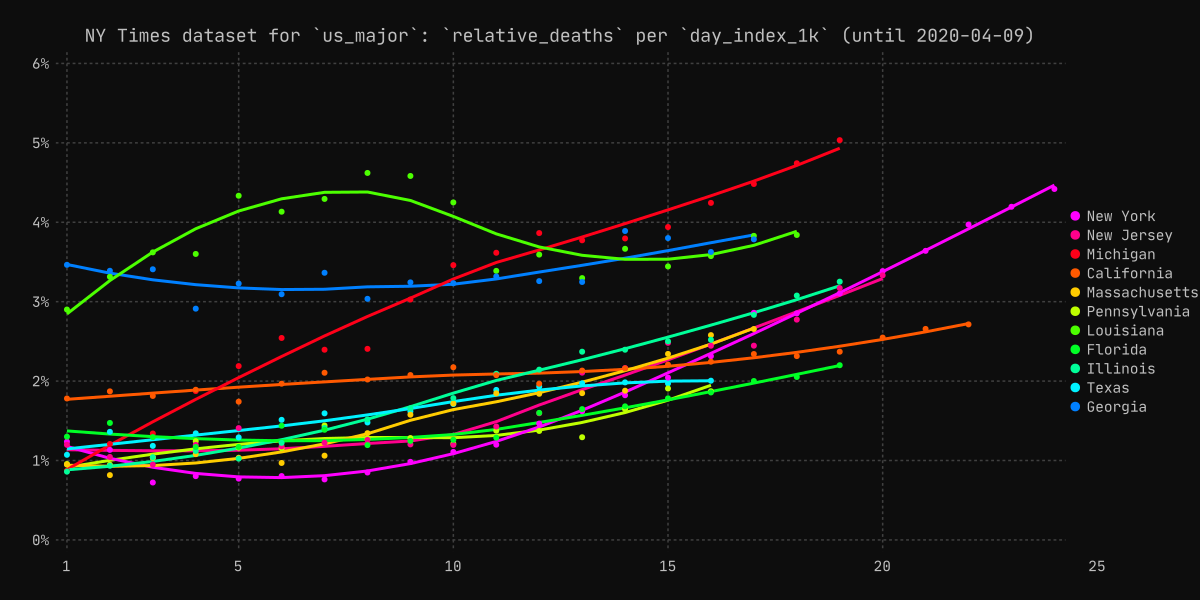 NY Times dataset for `us_major`: `relative_deaths` per `day_index_1k` (until 2020-04-09)
6%
5%
4%
3%
2%
1%
0%
1 5 10 15 20 25
New York
New Jersey
Michigan
California
Massachusetts
Pennsylvania
Louisiana
Florida
Illinois
Texas
Georgia